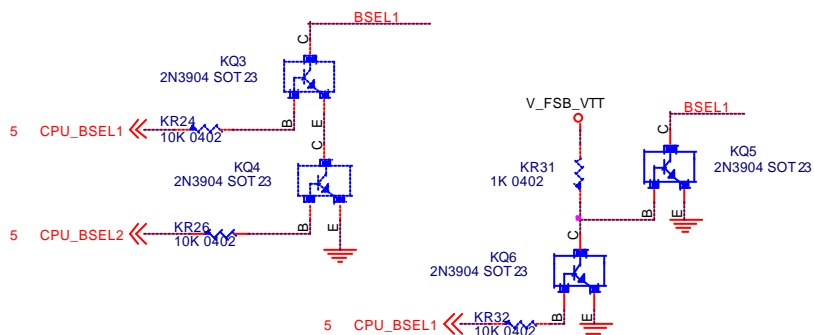 BSEL1
C
KQ3
2N3904 SOT23
5 CPU_BSEL1
KR24
10K 0402
B
E
C
KQ4
2N3904 SOT23
5 CPU_BSEL2
KR26
10K 0402
B
E
V_FSB_VTT
KR31
1K 0402
BSEL1
C
KQ5
2N3904 SOT23
B
E
C
KQ6
2N3904 SOT23
5 CPU_BSEL1
KR32
10K 0402
B
E